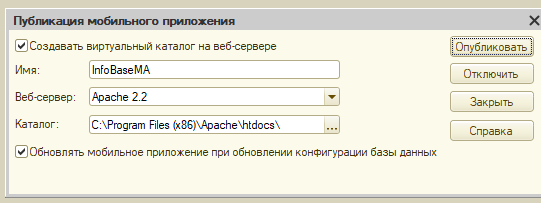 Публикация мобильного приложения
Создавать виртуальный каталог на веб-сервере
Опубликовать
Имя: InfoBaseMA
Отключить
Веб-сервер: Apache 2.2
Закрыть
Каталог: C:\Program Files (x86)\Apache\htdocs\ ...
Справка
Обновлять мобильное приложение при обновлении конфигурации базы данных